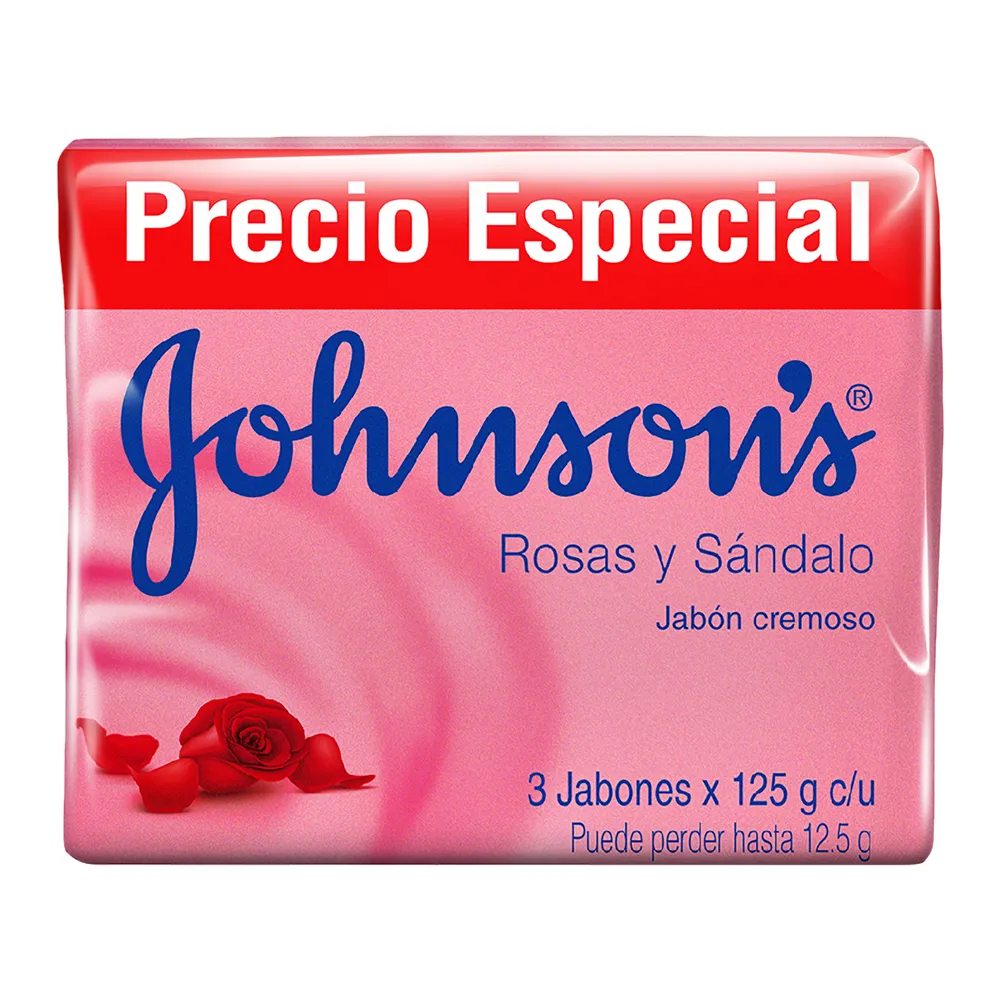 Precio Especial
Johnson's®
Rosas y Sándalo
Jabón cremoso
3 Jabones x 125 g c/u
Puede perder hasta 12.5 g